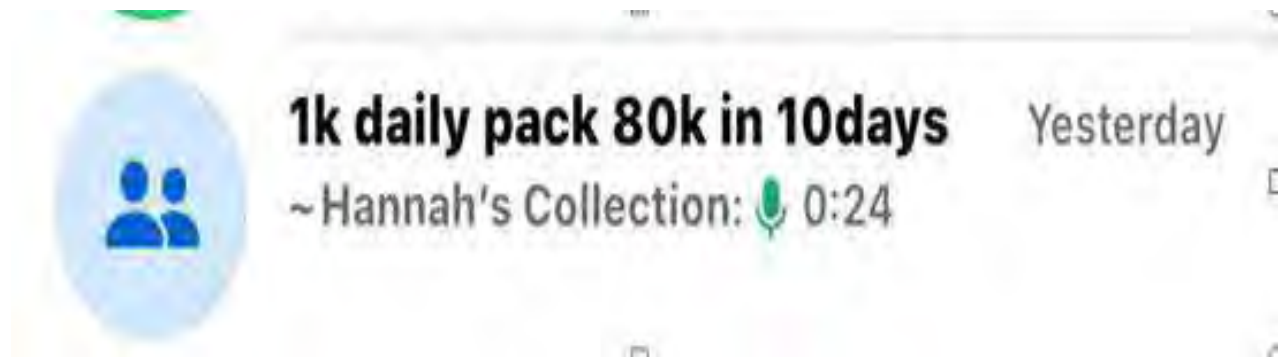 1k daily pack 80k in 10days Yesterday
~Hannah's Collection: 0:24